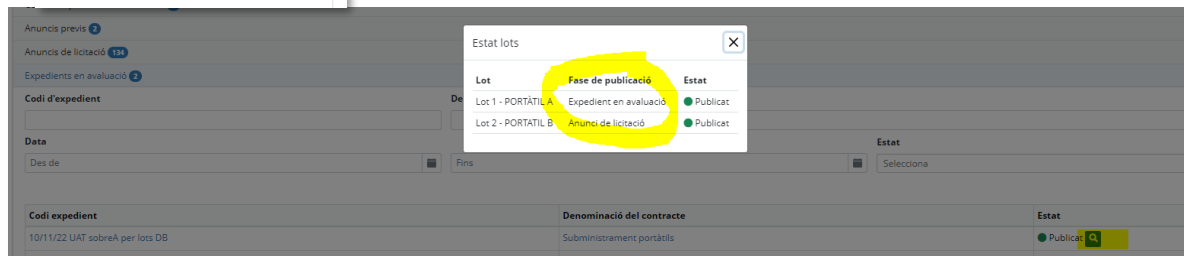 Anuncis previs 2
Anuncis de licitació 134
Expedients en avaluació 2
Estat lots
Lot Fase de publicació Estat
Lot 1 - PORTÀTIL A Expedient en avaluació Publicat
Lot 2 - PORTATIL B Anunci de licitació Publicat
Codi d'expedient De
Data Estat
Des de Fins Selecciona
Codi expedient Denominació del contracte Estat
10/11/22 UAT sobreA per lots DB Subministrament portàtils Publicat